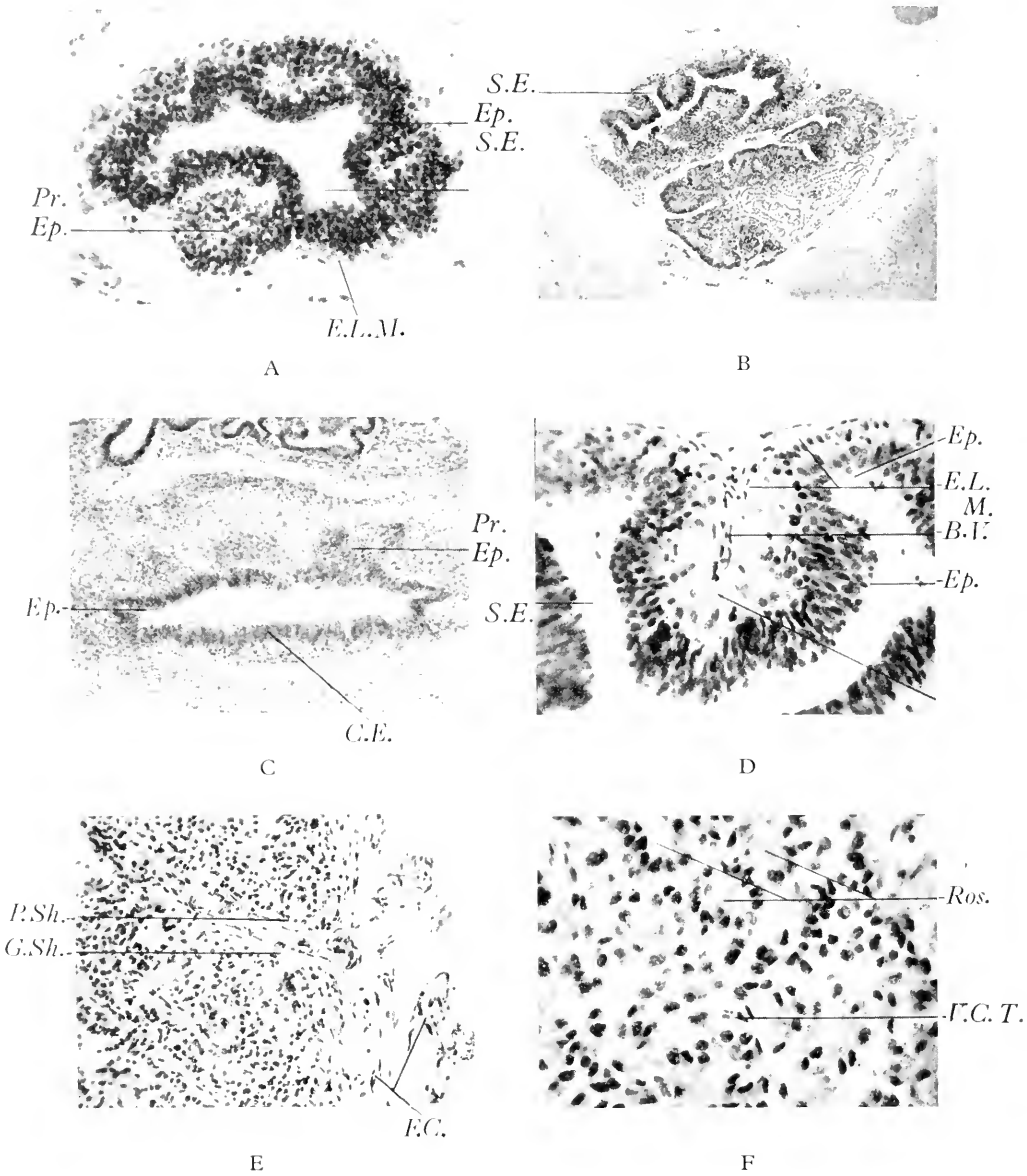 S.E.
Ep.
S.E.
Pr.
Ep.
E.L.M.
A
B
Ep.
E.L.
M.
B.V.
Ep.
Pr.
Ep.
Ep.
S.E.
C.E.
C
D
P.Sh.
G.Sh.
F.C.
E
Ros.
V.C.T.
F